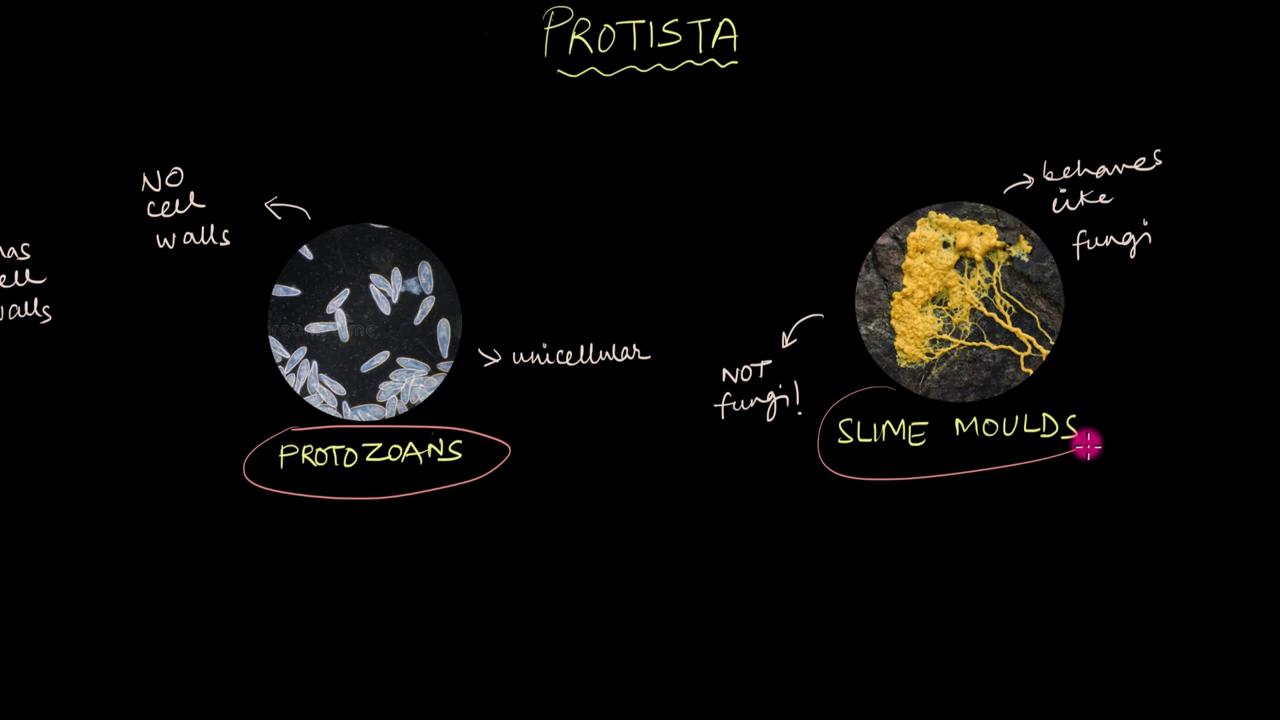 PROTISTA
NO
cell
walls
has
cell
walls
unicellular
PROTOZOANS
behaves
like
fungi
NOT
fungi!
SLIME MOULDS